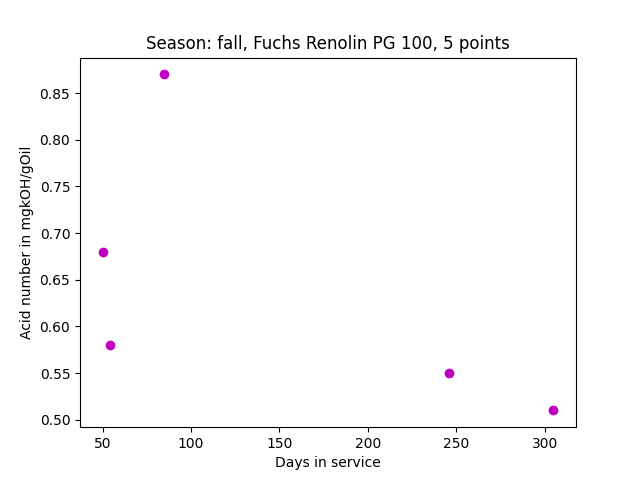 Season: fall, Fuchs Renolin PG 100, 5 points
0.85
0.80
0.75
0.70
0.65
0.60
0.55
0.50
Acid number in mgkOH/gOil
50 100 150 200 250 300
Days in service